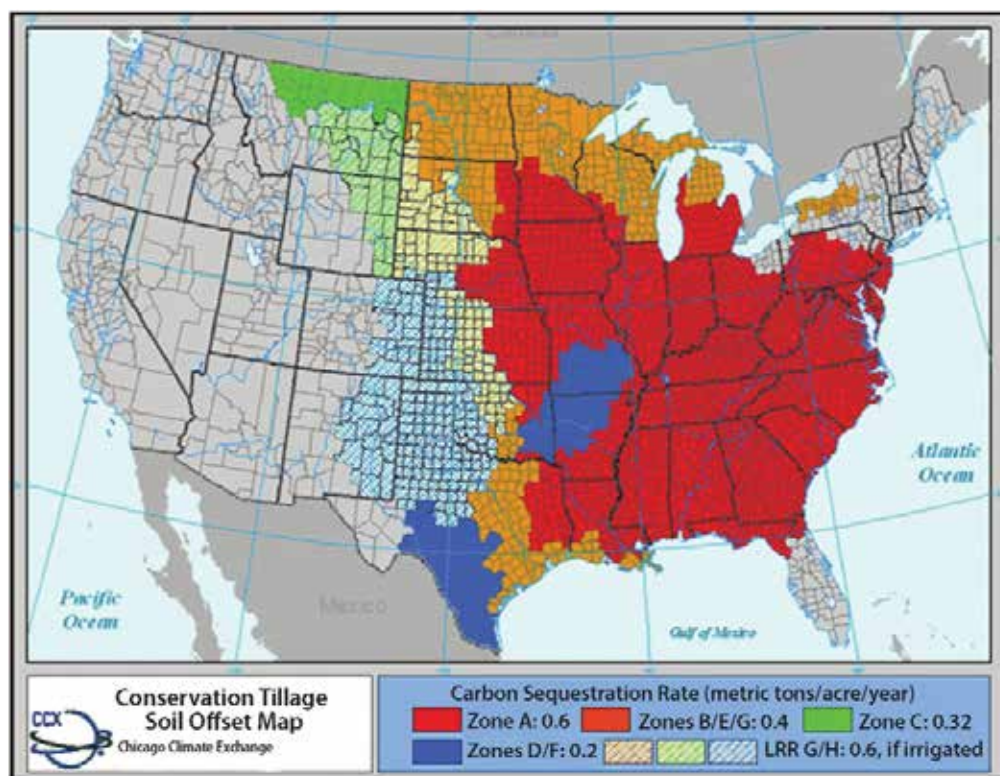 Canada
Atlantic
Ocean
Pacific
Ocean
Mexico
Gulf of Mexico
CCX
Conservation Tillage
Soil Offset Map
Chicago Climate Exchange
Carbon Sequestration Rate (metric tons/acre/year)
Zone A: 0.6 Zones B/E/G: 0.4 Zone C: 0.32
Zones D/F: 0.2 LRR G/H: 0.6, if irrigated